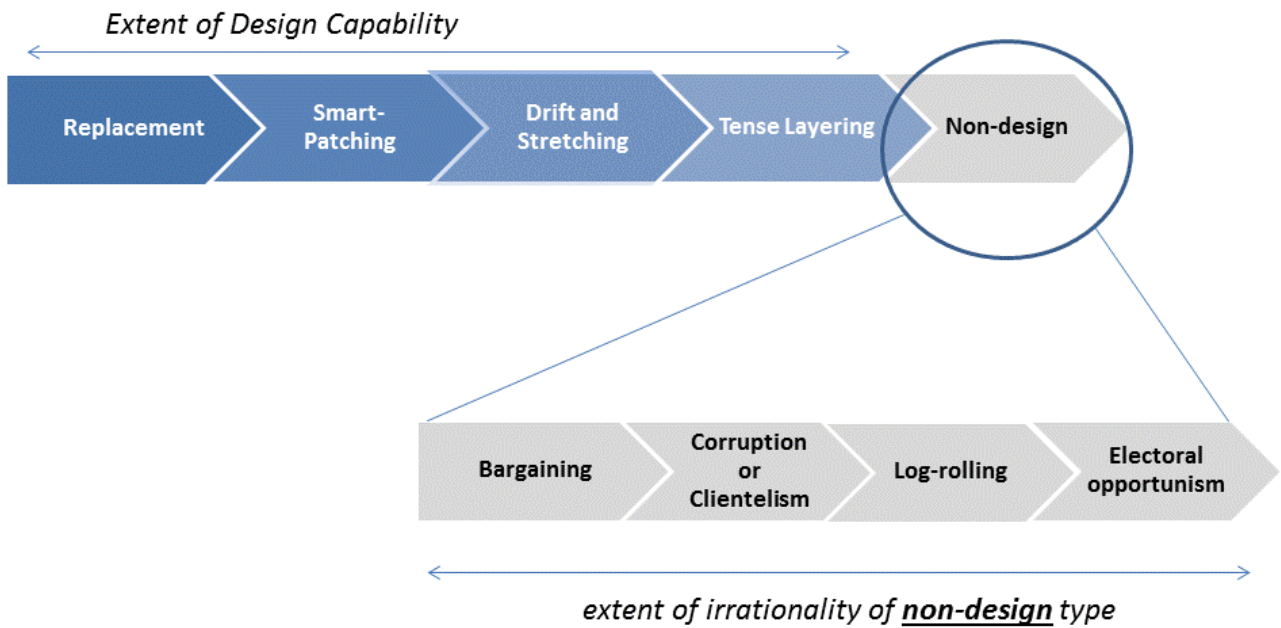 Extent of Design Capability
Replacement
Smart-
Patching
Drift and
Stretching
Tense Layering
Non-design
Bargaining
Corruption
or
Clientelism
Log-rolling
Electoral
opportunism
extent of irrationality of non-design type